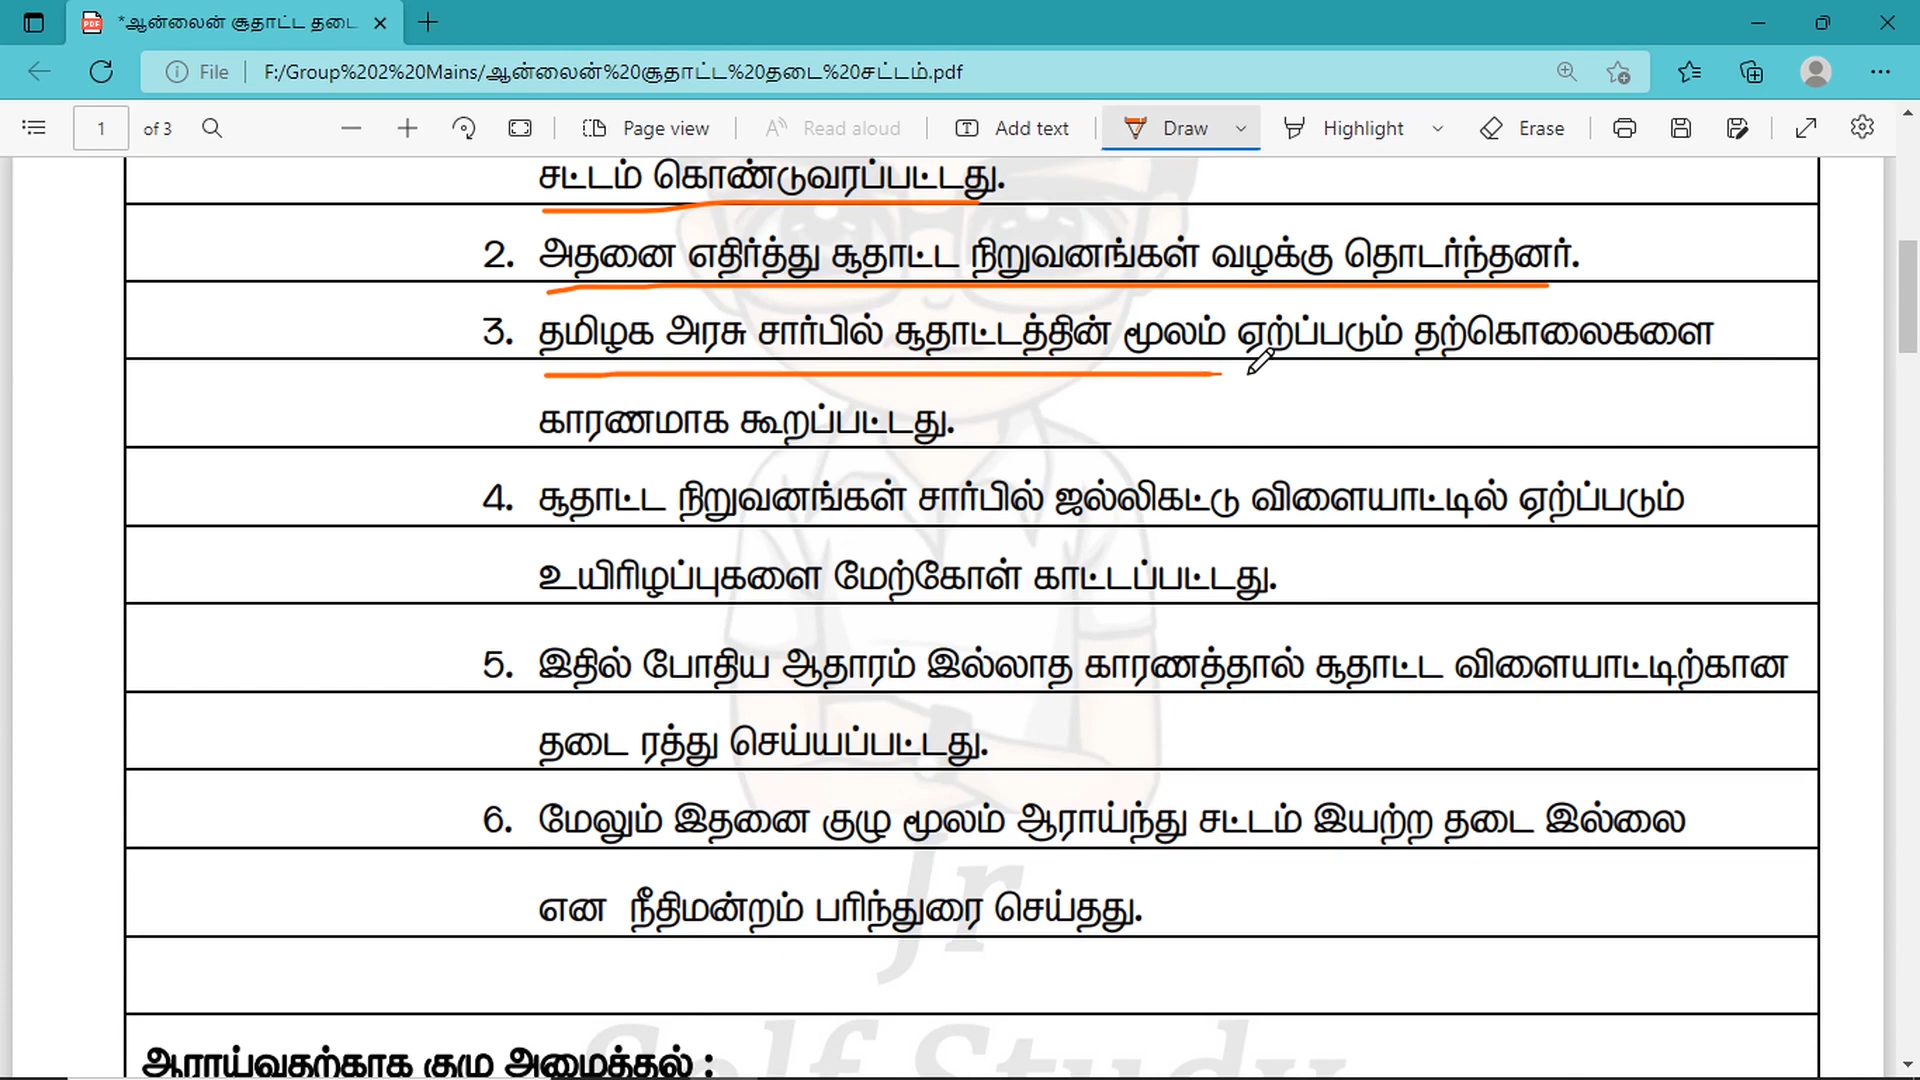 *ஆன்லைன் சூதாட்ட தடை
File
F:/Group%202%20Mains/ஆன்லைன்%20சூதாட்ட%20தடை%20சட்டம்.pdf
1 of 3
Page view
Read aloud
Add text
Draw
Highlight
Erase
சட்டம் கொண்டுவரப்பட்டது.
2. அதனை எதிர்த்து சூதாட்ட நிறுவனங்கள் வழக்கு தொடர்ந்தனர்.
3. தமிழக அரசு சார்பில் சூதாட்டத்தின் மூலம் ஏற்ப்படும் தற்கொலைகளை
காரணமாக கூறப்பட்டது.
4. சூதாட்ட நிறுவனங்கள் சார்பில் ஜல்லிகட்டு விளையாட்டில் ஏற்ப்படும்
உயிரிழப்புகளை மேற்கோள் காட்டப்பட்டது.
5. இதில் போதிய ஆதாரம் இல்லாத காரணத்தால் சூதாட்ட விளையாட்டிற்கான
தடை ரத்து செய்யப்பட்டது.
6. மேலும் இதனை குழு மூலம் ஆராய்ந்து சட்டம் இயற்ற தடை இல்லை
என நீதிமன்றம் பரிந்துரை செய்தது.
Jr
Self Study
ஆராய்வதற்காக குழு அமைத்தல் :